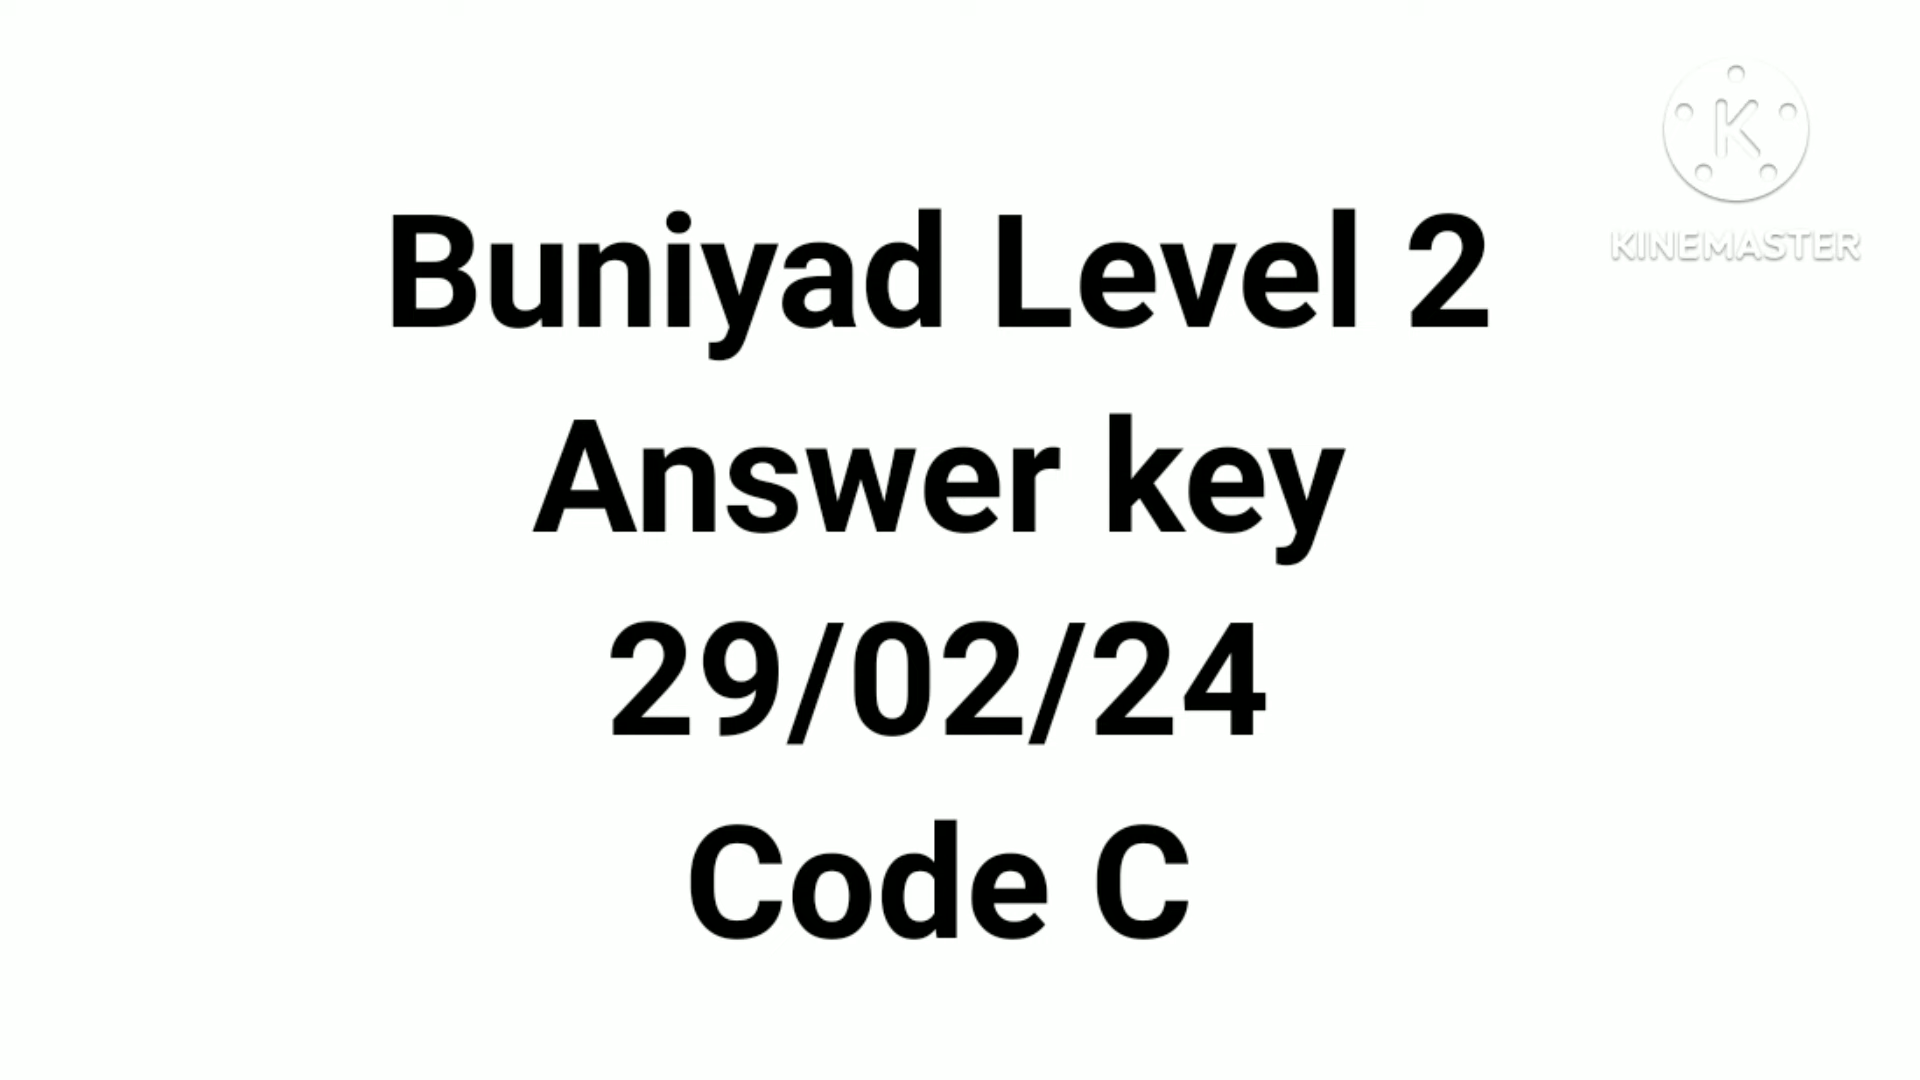 Buniyad Level 2
Answer key
29/02/24
Code C
K
KINEMASTER